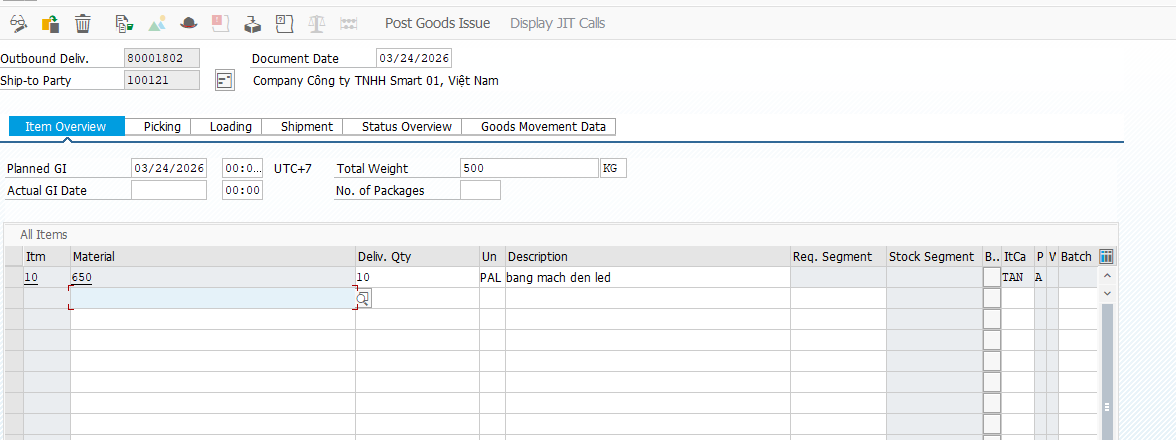 Post Goods Issue Display JIT Calls
Outbound Deliv. 80001802 Document Date 03/24/2026
Ship-to Party 100121 Company Công ty TNHH Smart 01, Việt Nam
Item Overview Picking Loading Shipment Status Overview Goods Movement Data
Planned GI 03/24/2026 00:0… UTC+7 Total Weight 500 KG
Actual GI Date 00:00 No. of Packages
All Items
Itm Material Deliv. Qty Un Description Req. Segment Stock Segment B.. ItCa P V Batch
10 650 10 PAL bang mach den led TAN A